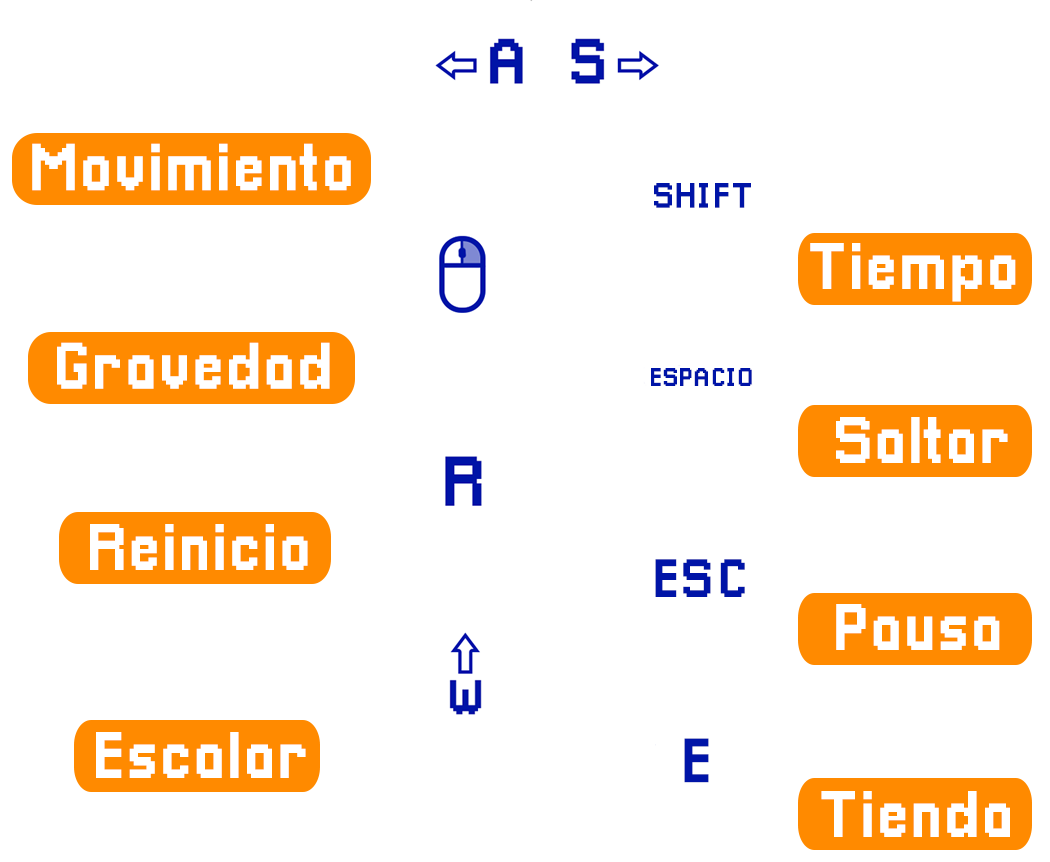 A S
Movimiento
SHIFT
Tiempo
Gravedad
ESPACIO
Saltar
R
Reinicio
ESC
Pausa
W
Escalar
E
Tienda